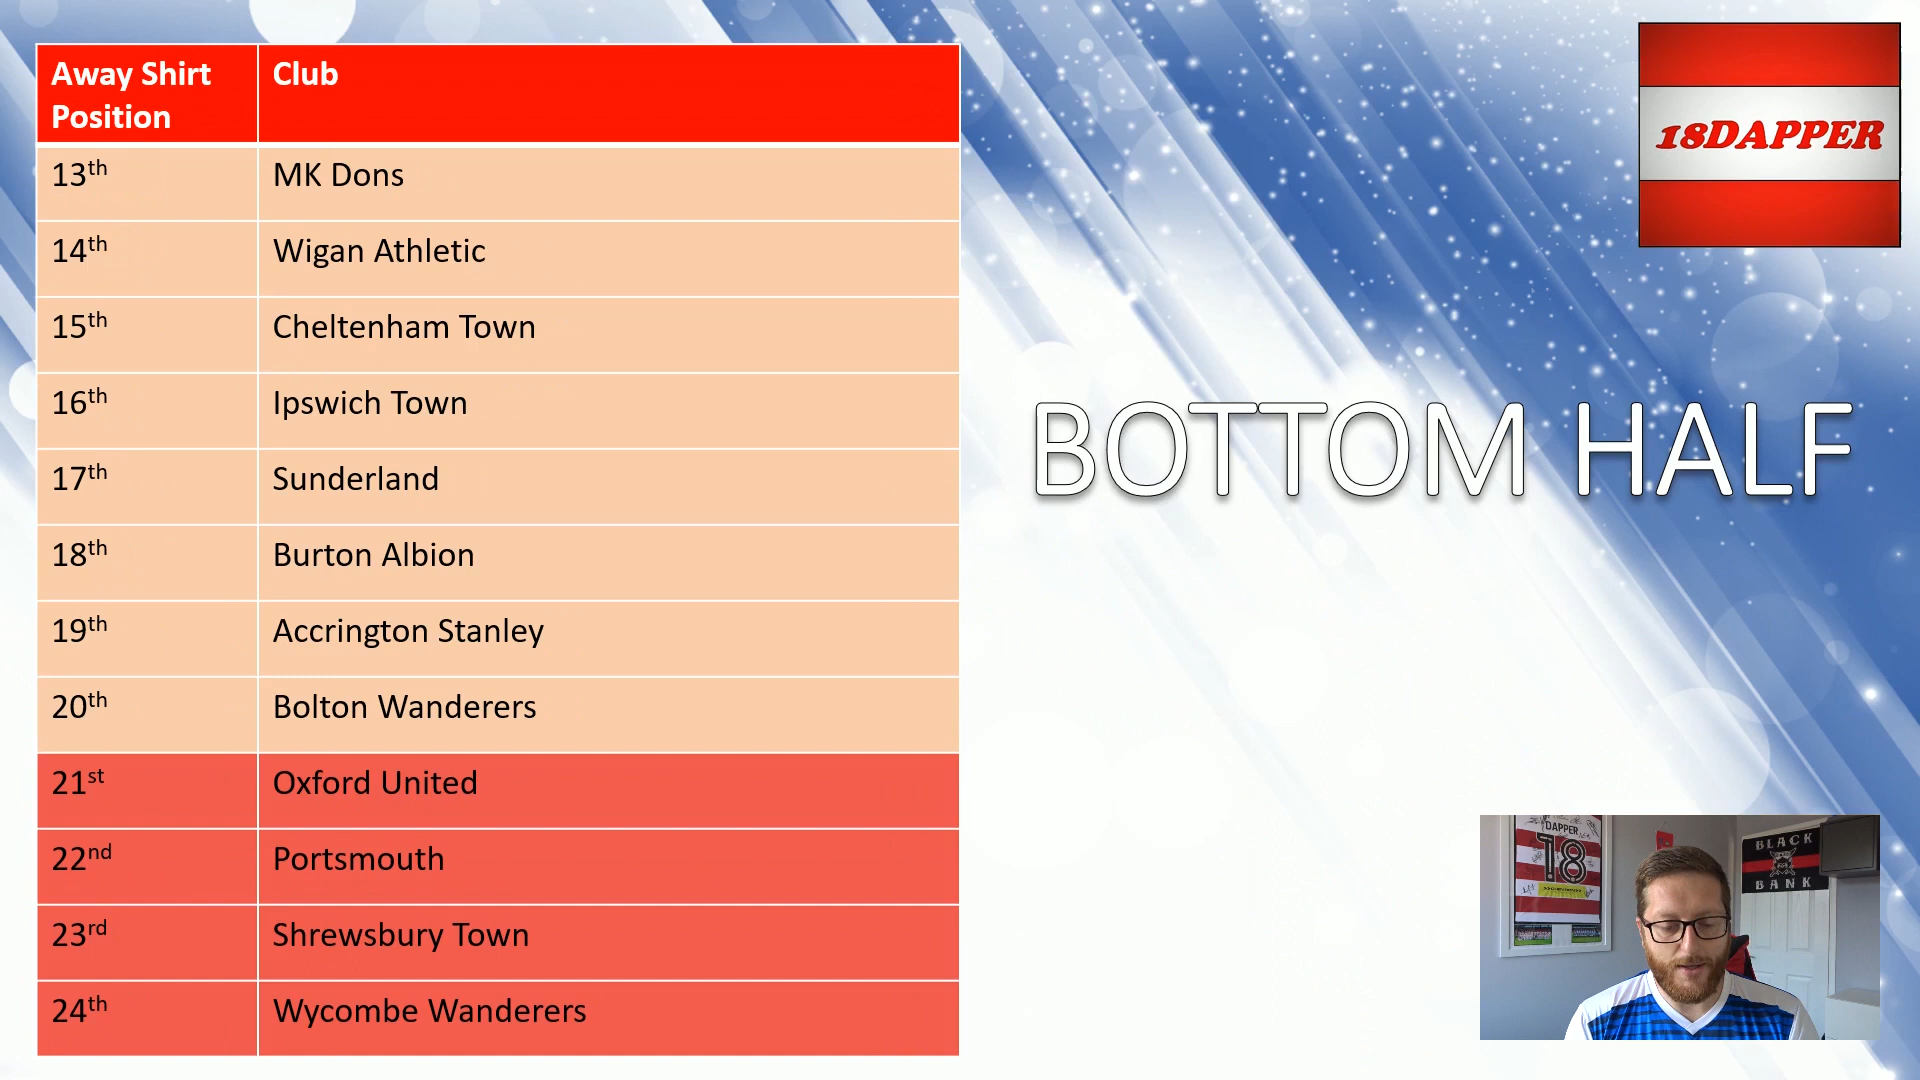 Away Shirt Position
Club
13th MK Dons
14th Wigan Athletic
15th Cheltenham Town
16th Ipswich Town
17th Sunderland
18th Burton Albion
19th Accrington Stanley
20th Bolton Wanderers
21st Oxford United
22nd Portsmouth
23rd Shrewsbury Town
24th Wycombe Wanderers
18DAPPER
BOTTOM HALF
DAPPER
18
BLACK
BANK